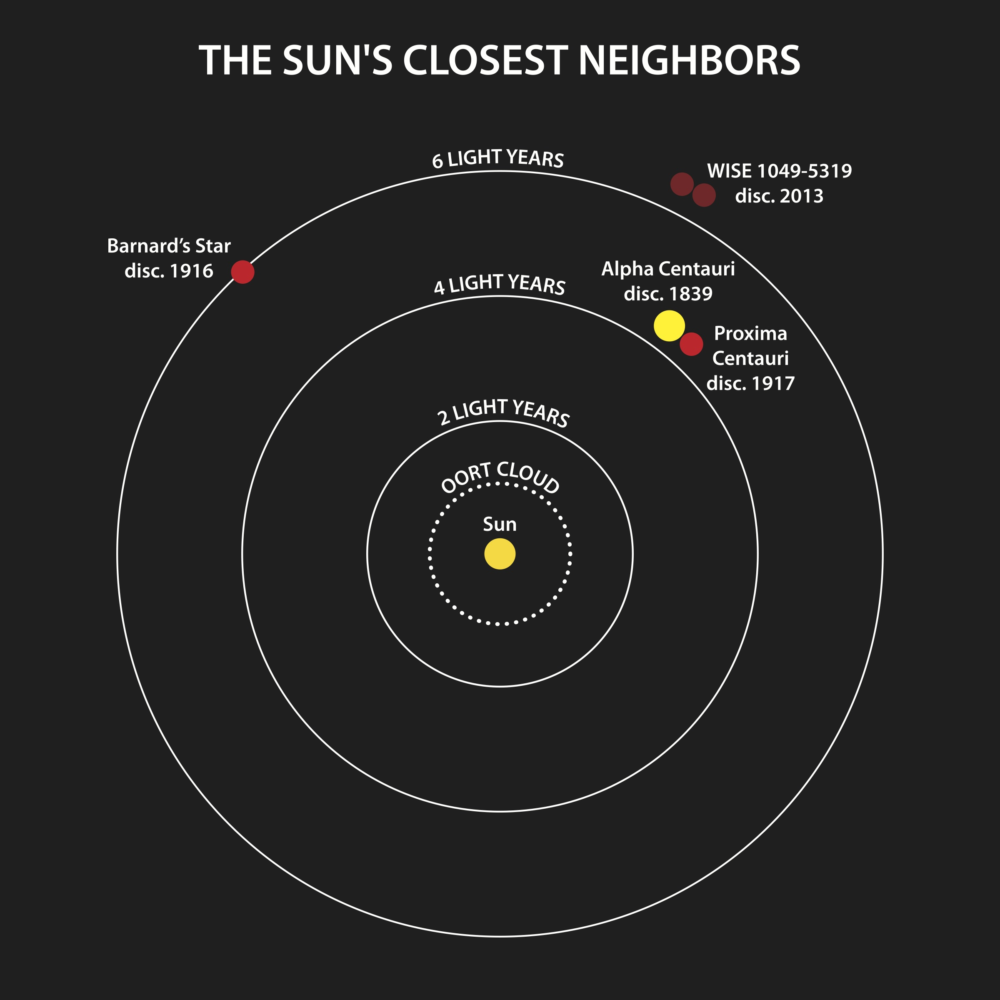 THE SUN'S CLOSEST NEIGHBORS
6 LIGHT YEARS
WISE 1049-5319
disc. 2013
Barnard's Star
disc. 1916
4 LIGHT YEARS
Alpha Centauri
disc. 1839
Proxima
Centauri
disc. 1917
2 LIGHT YEARS
OORT CLOUD
Sun